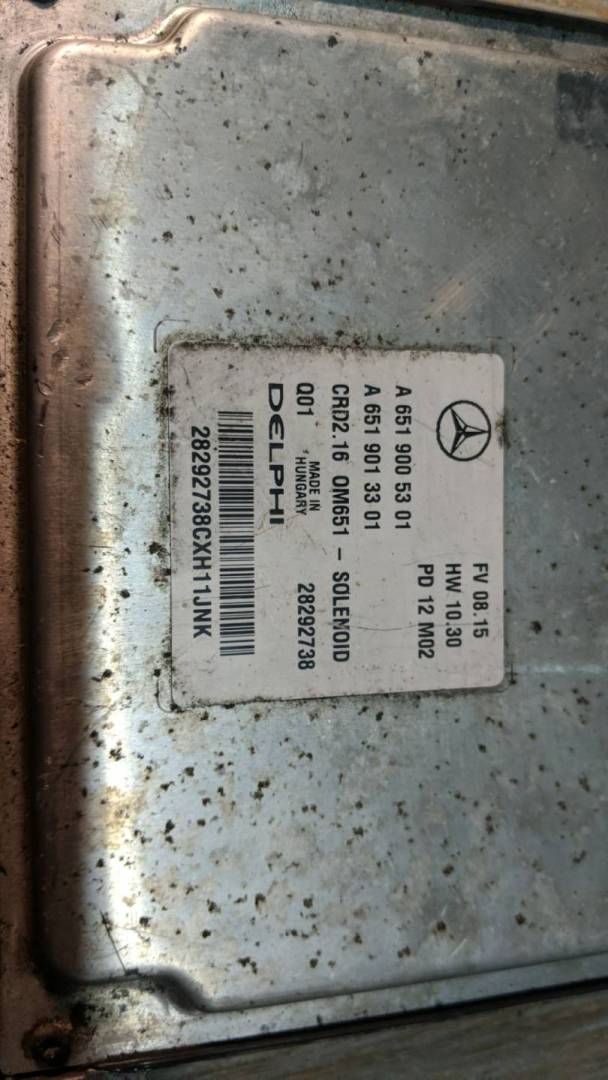 FV 08.15
HW 10.30
A 651 900 53 01 PD 12 M02
A 651 901 33 01
CRD2.16 OM651 - SOLENOID
Q01 MADE IN HUNGARY 28292738
DELPHI
28292738CXH11JNK